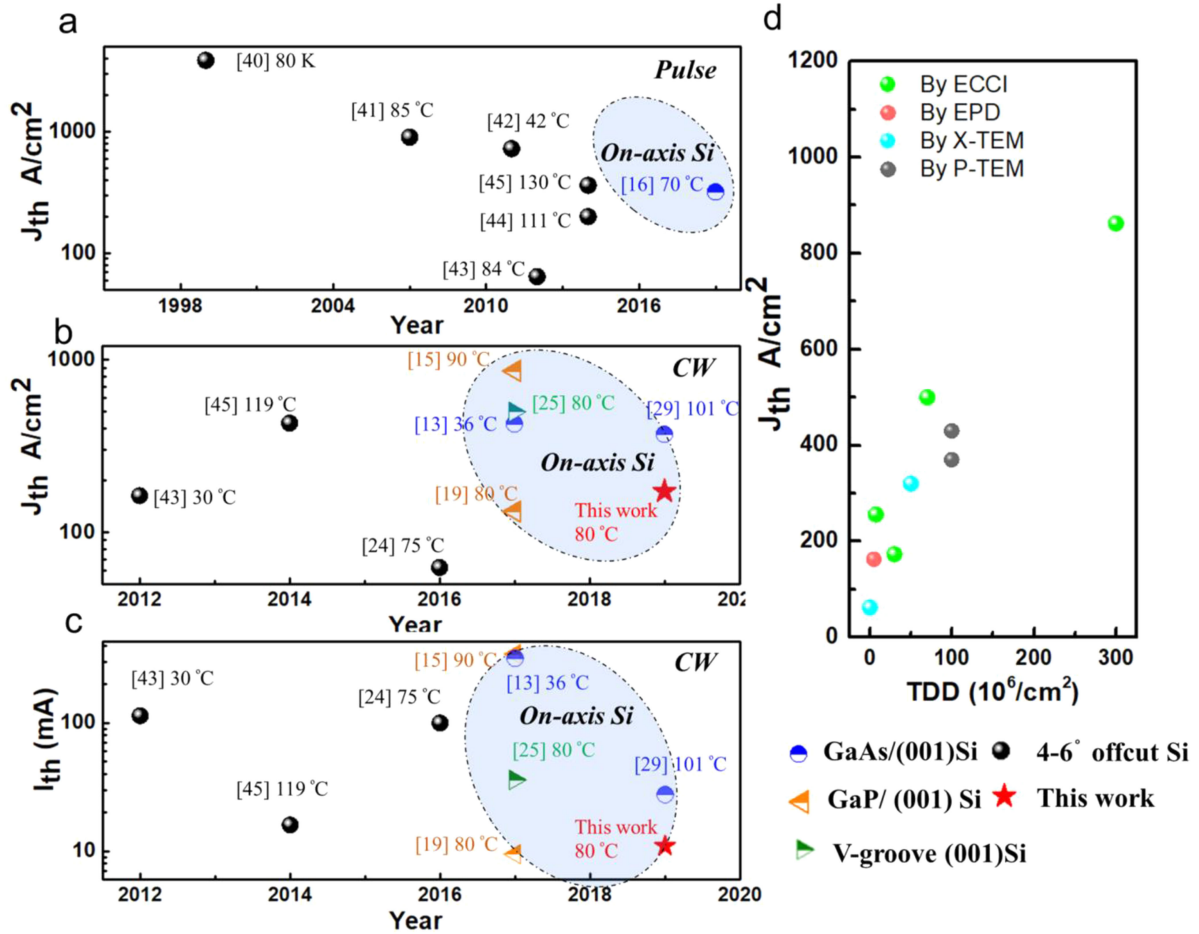 a
Pulse
[40] 80 K
[41] 85 °C
[42] 42 °C
On-axis Si
[45] 130 °C
[16] 70 °C
[44] 111 °C
[43] 84 °C
1000
100
Jth A/cm2
1998
2004
2010
2016
Year
b
CW
[15] 90 °C
[45] 119 °C
[25] 80 °C
[29] 101 °C
[13] 36 °C
On-axis Si
[43] 30 °C
[19] 80 °C
This work
80 °C
[24] 75 °C
1000
100
Jth A/cm2
2012
2014
2016
2018
202
Year
c
CW
[15] 90 °C
[43] 30 °C
[13] 36 °C
[24] 75 °C
On-axis Si
[25] 80 °C
[29] 101 °C
[45] 119 °C
This work
80 °C
[19] 80 °C
100
10
Ith (mA)
2012
2014
2016
2018
2020
Year
d
By ECCI
By EPD
By X-TEM
By P-TEM
1200
1000
800
600
400
200
0
Jth A/cm2
0
100
200
300
TDD (10^6/cm2)
GaAs/(001)Si
4-6° offcut Si
GaP/ (001) Si
This work
V-groove (001)Si